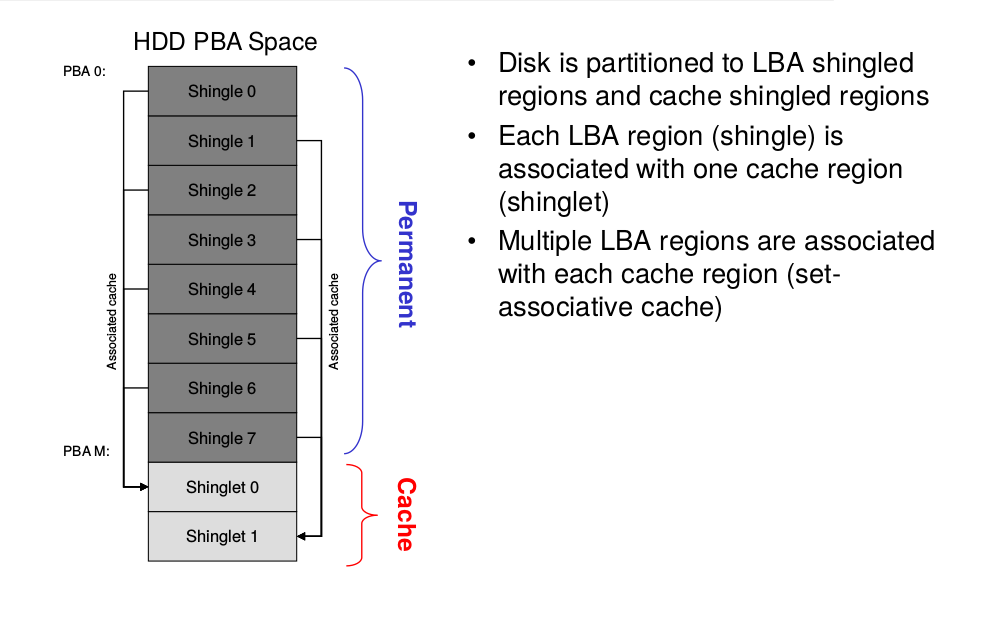 HDD PBA Space
PBA 0:
Shingle 0
Shingle 1
Shingle 2
Shingle 3
Shingle 4
Shingle 5
Shingle 6
Shingle 7
PBA M:
Shinglet 0
Shinglet 1
Associated cache
Associated cache
Permanent
Cache
• Disk is partitioned to LBA shingled
regions and cache shingled regions
• Each LBA region (shingle) is
associated with one cache region
(shinglet)
• Multiple LBA regions are associated
with each cache region (set-
associative cache)